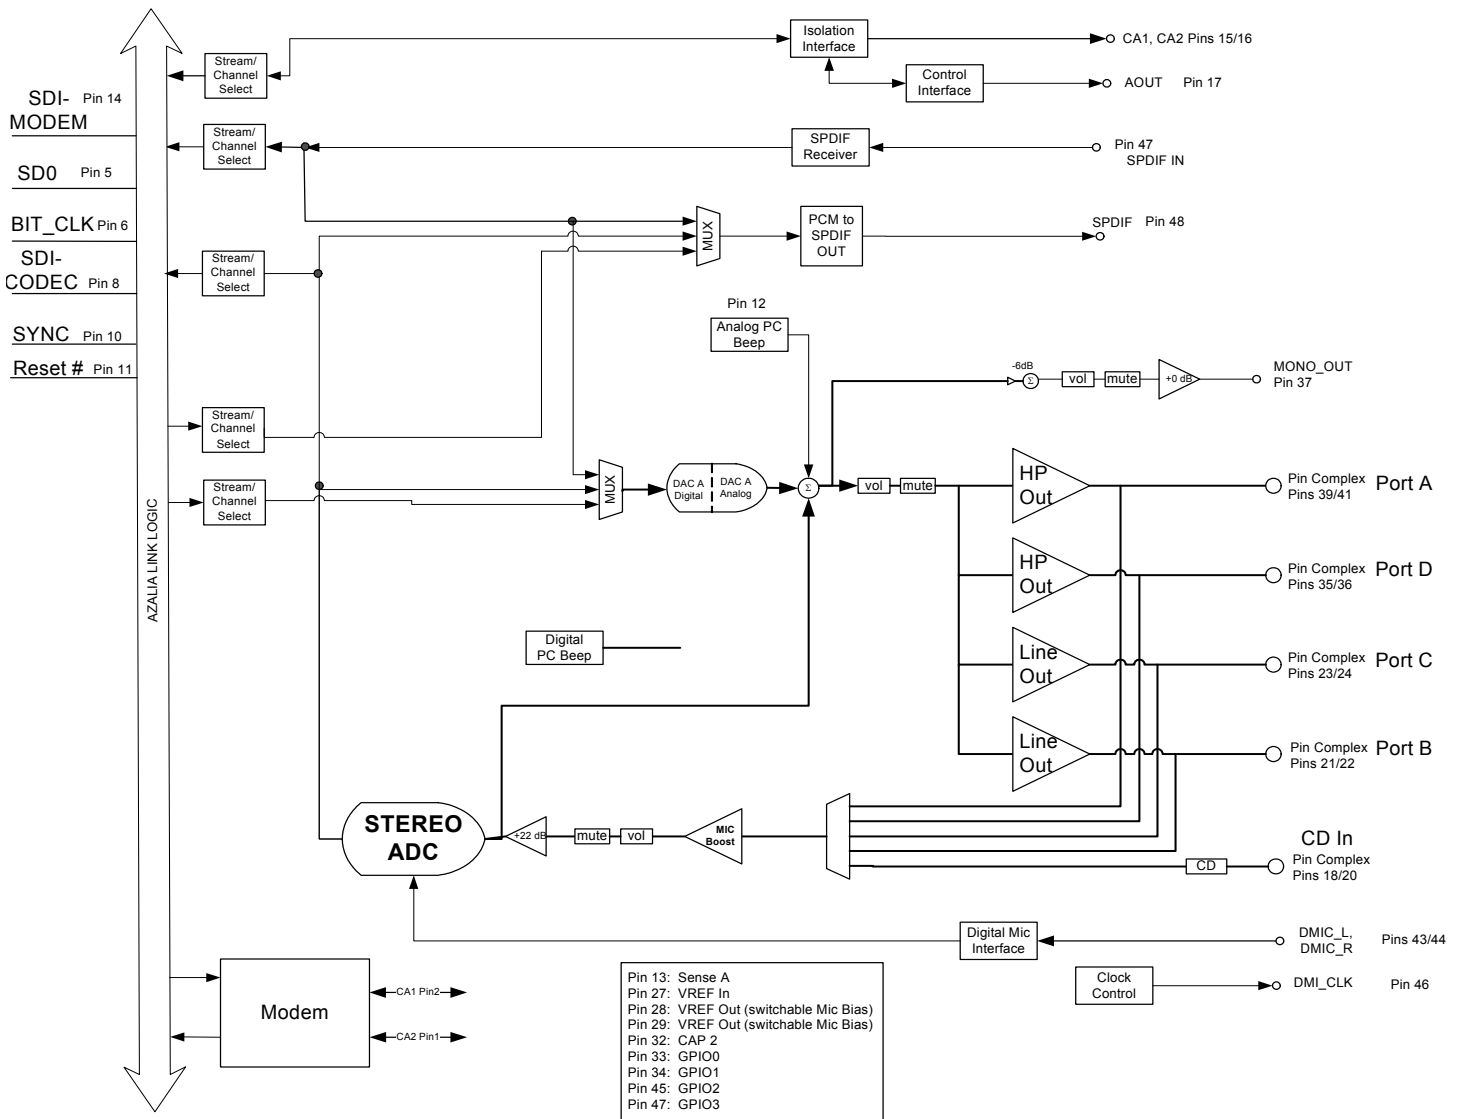 Isolation
Interface
CA1, CA2 Pins 15/16
Stream/
Channel
Select
Control
Interface
AOUT Pin 17
SDI-
MODEM
Pin 14
Stream/
Channel
Select
SPDIF
Receiver
Pin 47
SPDIF IN
SD0 Pin 5
BIT_CLK Pin 6
MUX
PCM to
SPDIF
OUT
SPDIF Pin 48
SDI-
CODEC Pin 8
Stream/
Channel
Select
Pin 12
Analog PC
Beep
SYNC Pin 10
Reset # Pin 11
-6dB
Σ
vol
mute
+0 dB
MONO_OUT
Pin 37
Stream/
Channel
Select
Stream/
Channel
Select
MUX
DAC A
Digital
DAC A
Analog
Σ
vol
mute
HP
Out
Pin Complex
Pins 39/41
Port A
HP
Out
Pin Complex
Pins 35/36
Port D
AZALIA LINK LOGIC
Digital
PC Beep
Line
Out
Pin Complex
Pins 23/24
Port C
Line
Out
Pin Complex
Pins 21/22
Port B
STEREO
ADC
+22 dB
mute
vol
MIC
Boost
CD In
CD
Pin Complex
Pins 18/20
Digital Mic
Interface
DMIC_L,
DMIC_R
Pins 43/44
Clock
Control
DMI_CLK Pin 46
Modem
CA1 Pin2
CA2 Pin1
Pin 13: Sense A
Pin 27: VREF In
Pin 28: VREF Out (switchable Mic Bias)
Pin 29: VREF Out (switchable Mic Bias)
Pin 32: CAP 2
Pin 33: GPIO0
Pin 34: GPIO1
Pin 45: GPIO2
Pin 47: GPIO3